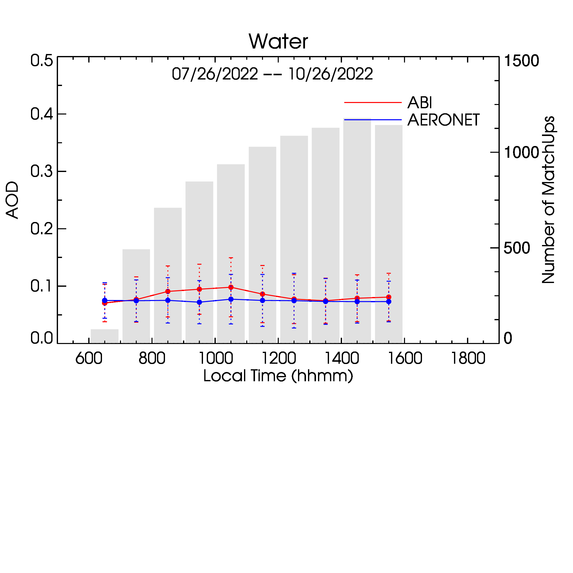 Water
07/26/2022 -- 10/26/2022
ABI
AERONET
AOD
0.5
0.4
0.3
0.2
0.1
0.0
Number of MatchUps
1500
1000
500
0
600 800 1000 1200 1400 1600 1800
Local Time (hhmm)